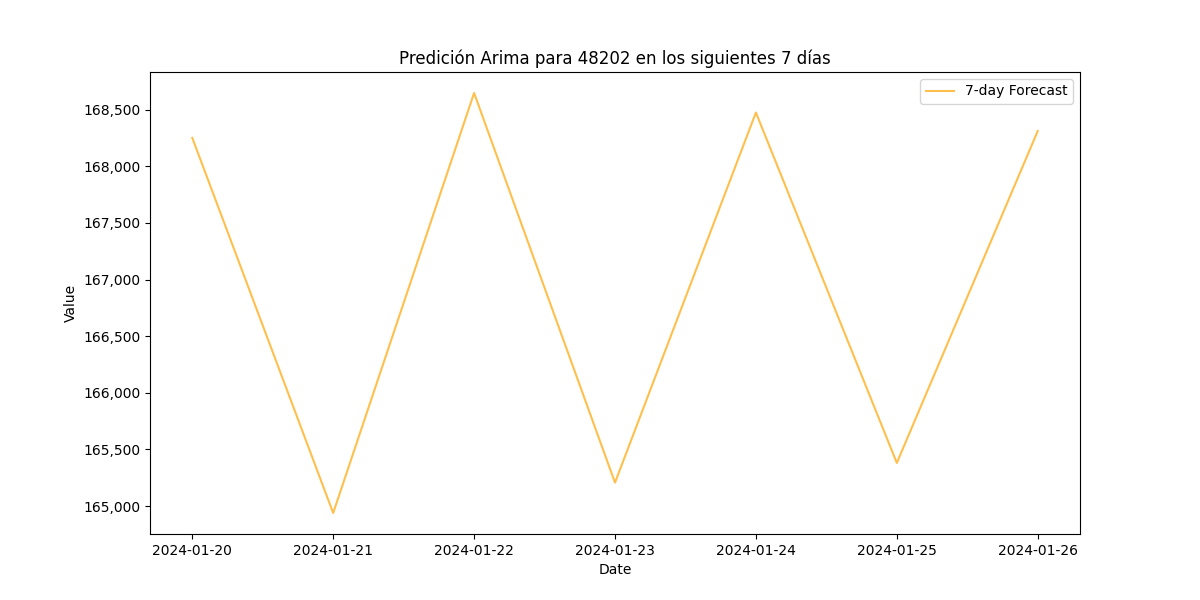 Predición Arima para 48202 en los siguientes 7 días
7-day Forecast
Value
168,500
168,000
167,500
167,000
166,500
166,000
165,500
165,000
2024-01-20 2024-01-21 2024-01-22 2024-01-23 2024-01-24 2024-01-25 2024-01-26
Date